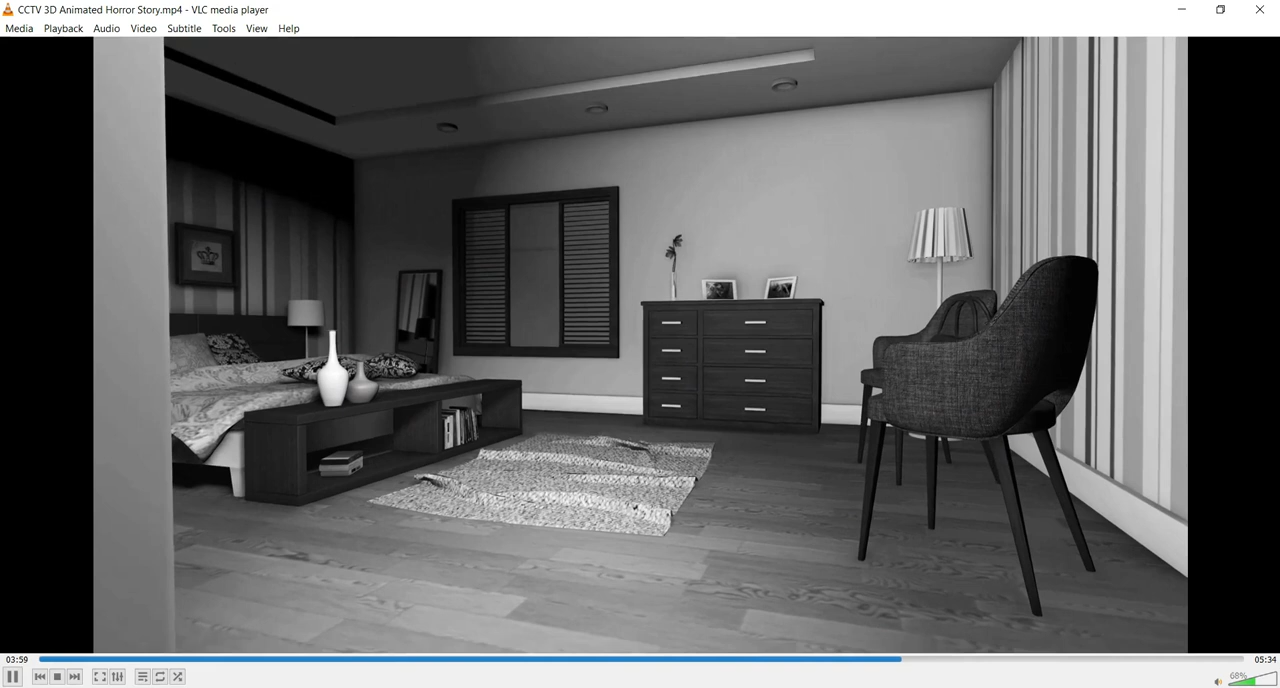 CCTV 3D Animated Horror Story.mp4 - VLC media player
Media Playback Audio Video Subtitle Tools View Help
03:59
05:34
68%